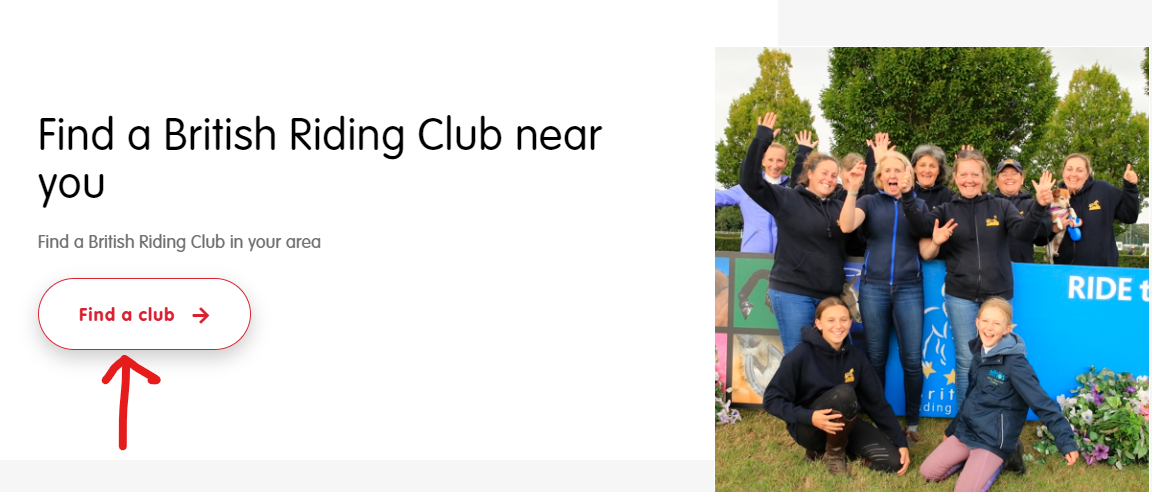 Find a British Riding Club near
you
Find a British Riding Club in your area
Find a club
RIDE